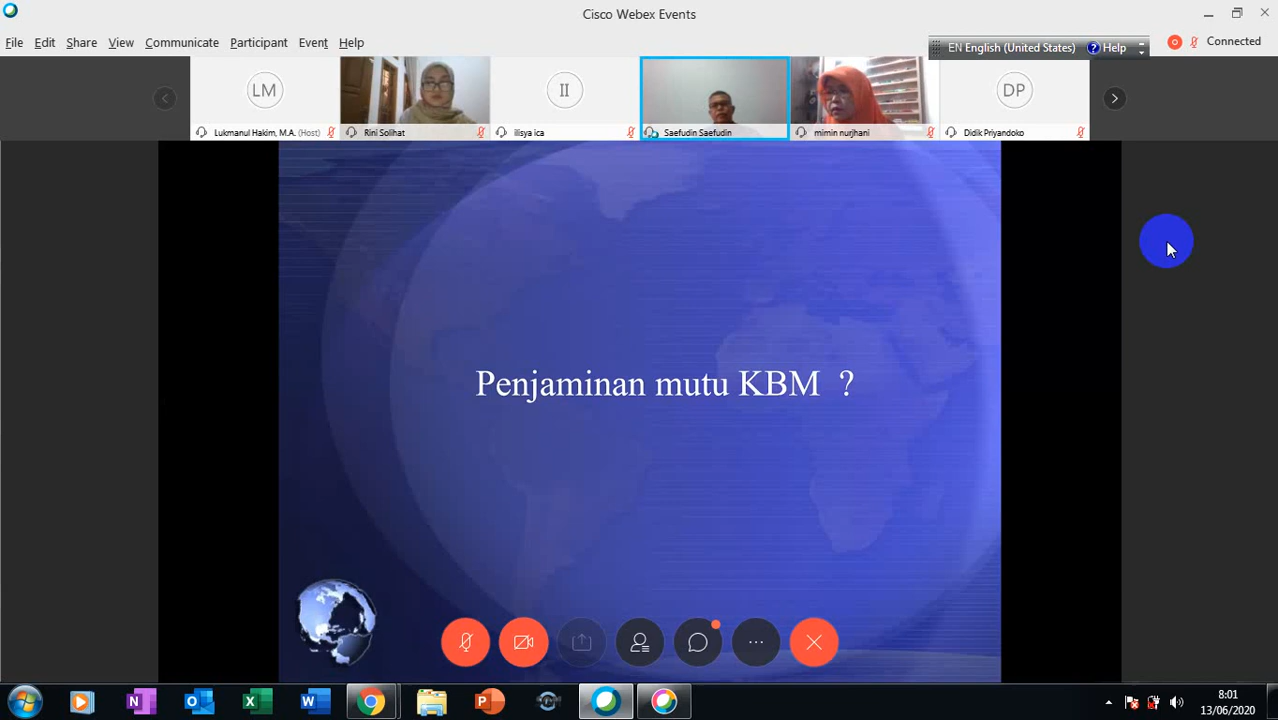 Cisco Webex Events
File Edit Share View Communicate Participant Event Help
EN English (United States) ? Help
Connected
LM
II
DP
Lukmanul Hakim, M.A. (Host)
Rini Solihat
ilisya ica
Saefudin Saefudin
mimin nurjhani
Didik Priyandoko
Penjaminan mutu KBM ?
8:01
13/06/2020